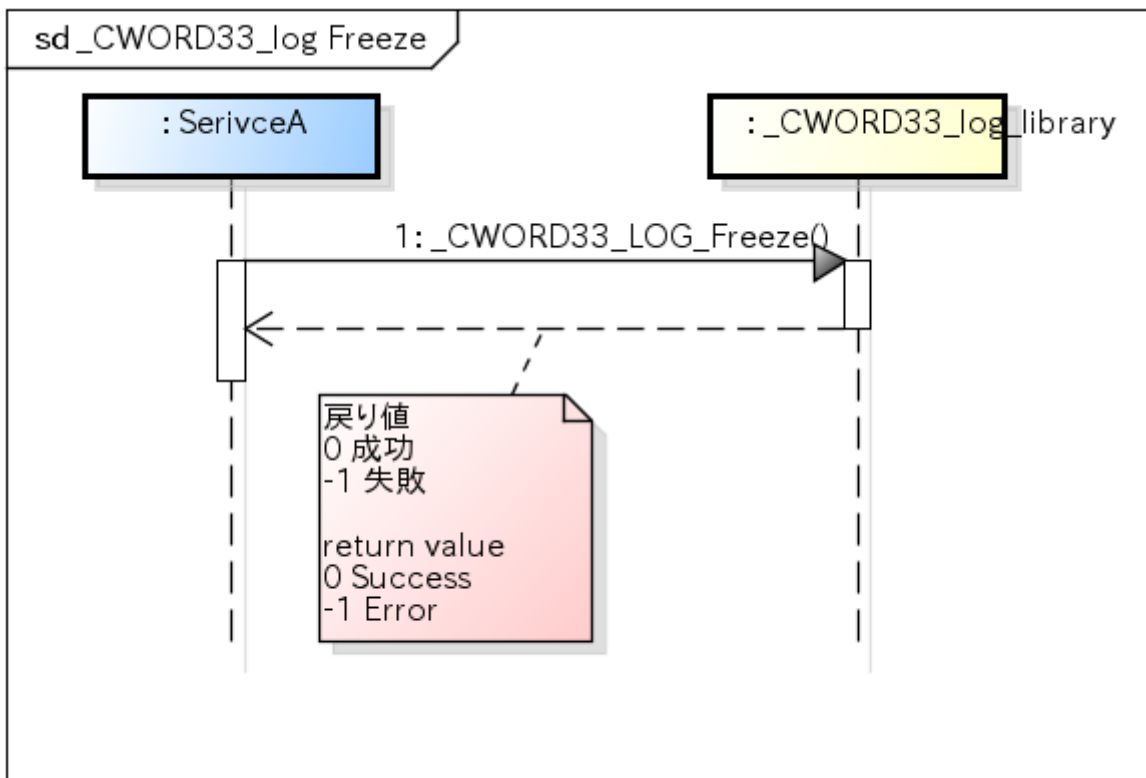 sd _CWORD33_log Freeze
: SerivceA
: _CWORD33_log_library
1: _CWORD33_LOG_Freeze()
戻り値
0 成功
-1 失敗
return value
0 Success
-1 Error